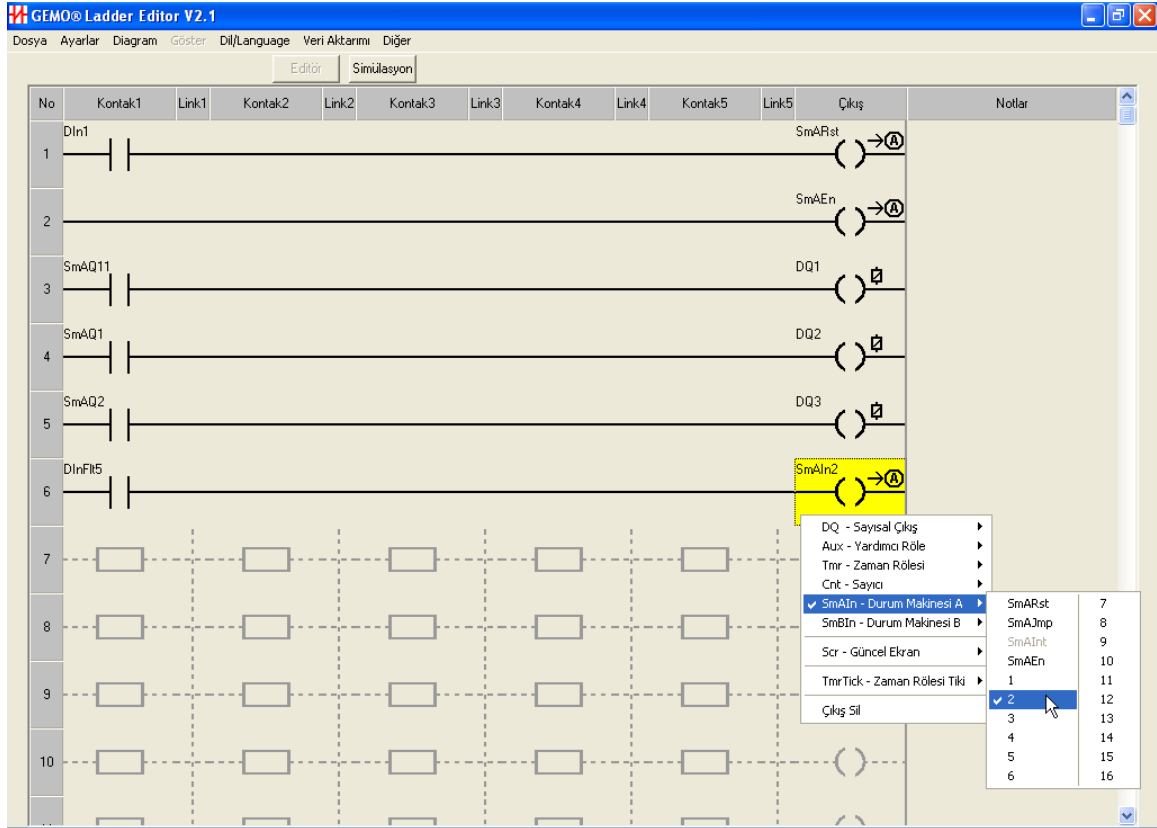 GEMO® Ladder Editor V2.1
Dosya Ayarlar Diagram Göster Dil/Language Veri Aktarımı Diğer
Editör Simülasyon
No Kontak1 Link1 Kontak2 Link2 Kontak3 Link3 Kontak4 Link4 Kontak5 Link5 Çıkış Notlar
DIn1 SmARst
1 A
SmAEn
2 A
SmAQ11 DQ1
3
SmAQ1 DQ2
4
SmAQ2 DQ3
5
DInFlt5 SmAIn2
6 A
7
8
9
10
DQ - Sayısal Çıkış
Aux - Yardımcı Röle
Tmr - Zaman Rölesi
Cnt - Sayıcı
SmAIn - Durum Makinesi A
SmBIn - Durum Makinesi B
Scr - Güncel Ekran
TmrTick - Zaman Rölesi Tiki
Çıkış Sil
SmARst 7
SmAJmp 8
SmAInt 9
SmAEn 10
1 11
2 12
3 13
4 14
5 15
6 16